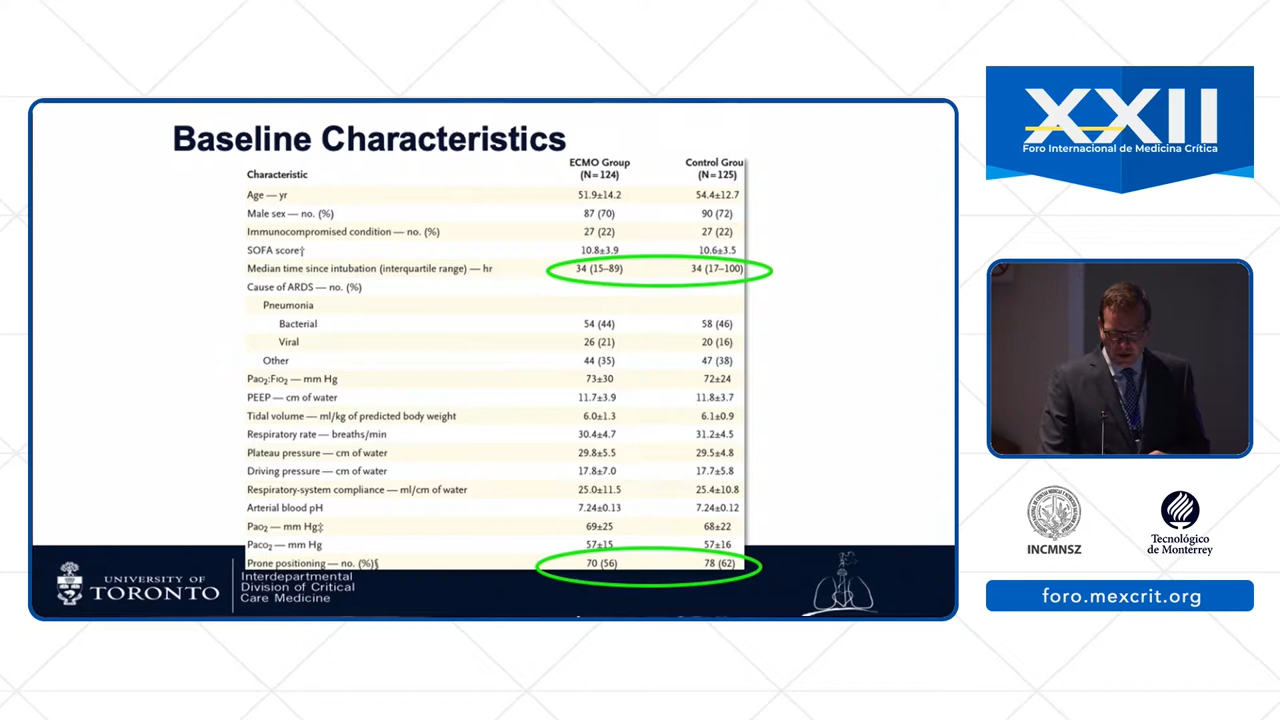 Baseline Characteristics
Characteristic ECMO Group (N=124) Control Grou (N=125)
Age — yr 51.9±14.2 54.4±12.7
Male sex — no. (%) 87 (70) 90 (72)
Immunocompromised condition — no. (%) 27 (22) 27 (22)
SOFA score† 10.8±3.9 10.6±3.5
Median time since intubation (interquartile range) — hr 34 (15–89) 34 (17–100)
Cause of ARDS — no. (%)
Pneumonia
Bacterial 54 (44) 58 (46)
Viral 26 (21) 20 (16)
Other 44 (35) 47 (38)
Pao₂:Fio₂ — mm Hg 73±30 72±24
PEEP — cm of water 11.7±3.9 11.8±3.7
Tidal volume — ml/kg of predicted body weight 6.0±1.3 6.1±0.9
Respiratory rate — breaths/min 30.4±4.7 31.2±4.5
Plateau pressure — cm of water 29.8±5.5 29.5±4.8
Driving pressure — cm of water 17.8±7.0 17.7±5.8
Respiratory-system compliance — ml/cm of water 25.0±11.5 25.4±10.8
Arterial blood pH 7.24±0.13 7.24±0.12
Pao₂ — mm Hg‡ 69±25 68±22
Paco₂ — mm Hg 57±15 57±16
Prone positioning — no. (%)§ 70 (56) 78 (62)
UNIVERSITY OF
TORONTO
Interdepartmental
Division of Critical
Care Medicine
XXII
Foro Internacional de Medicina Crítica
INCMNSZ
Tecnológico
de Monterrey
foro.mexcrit.org